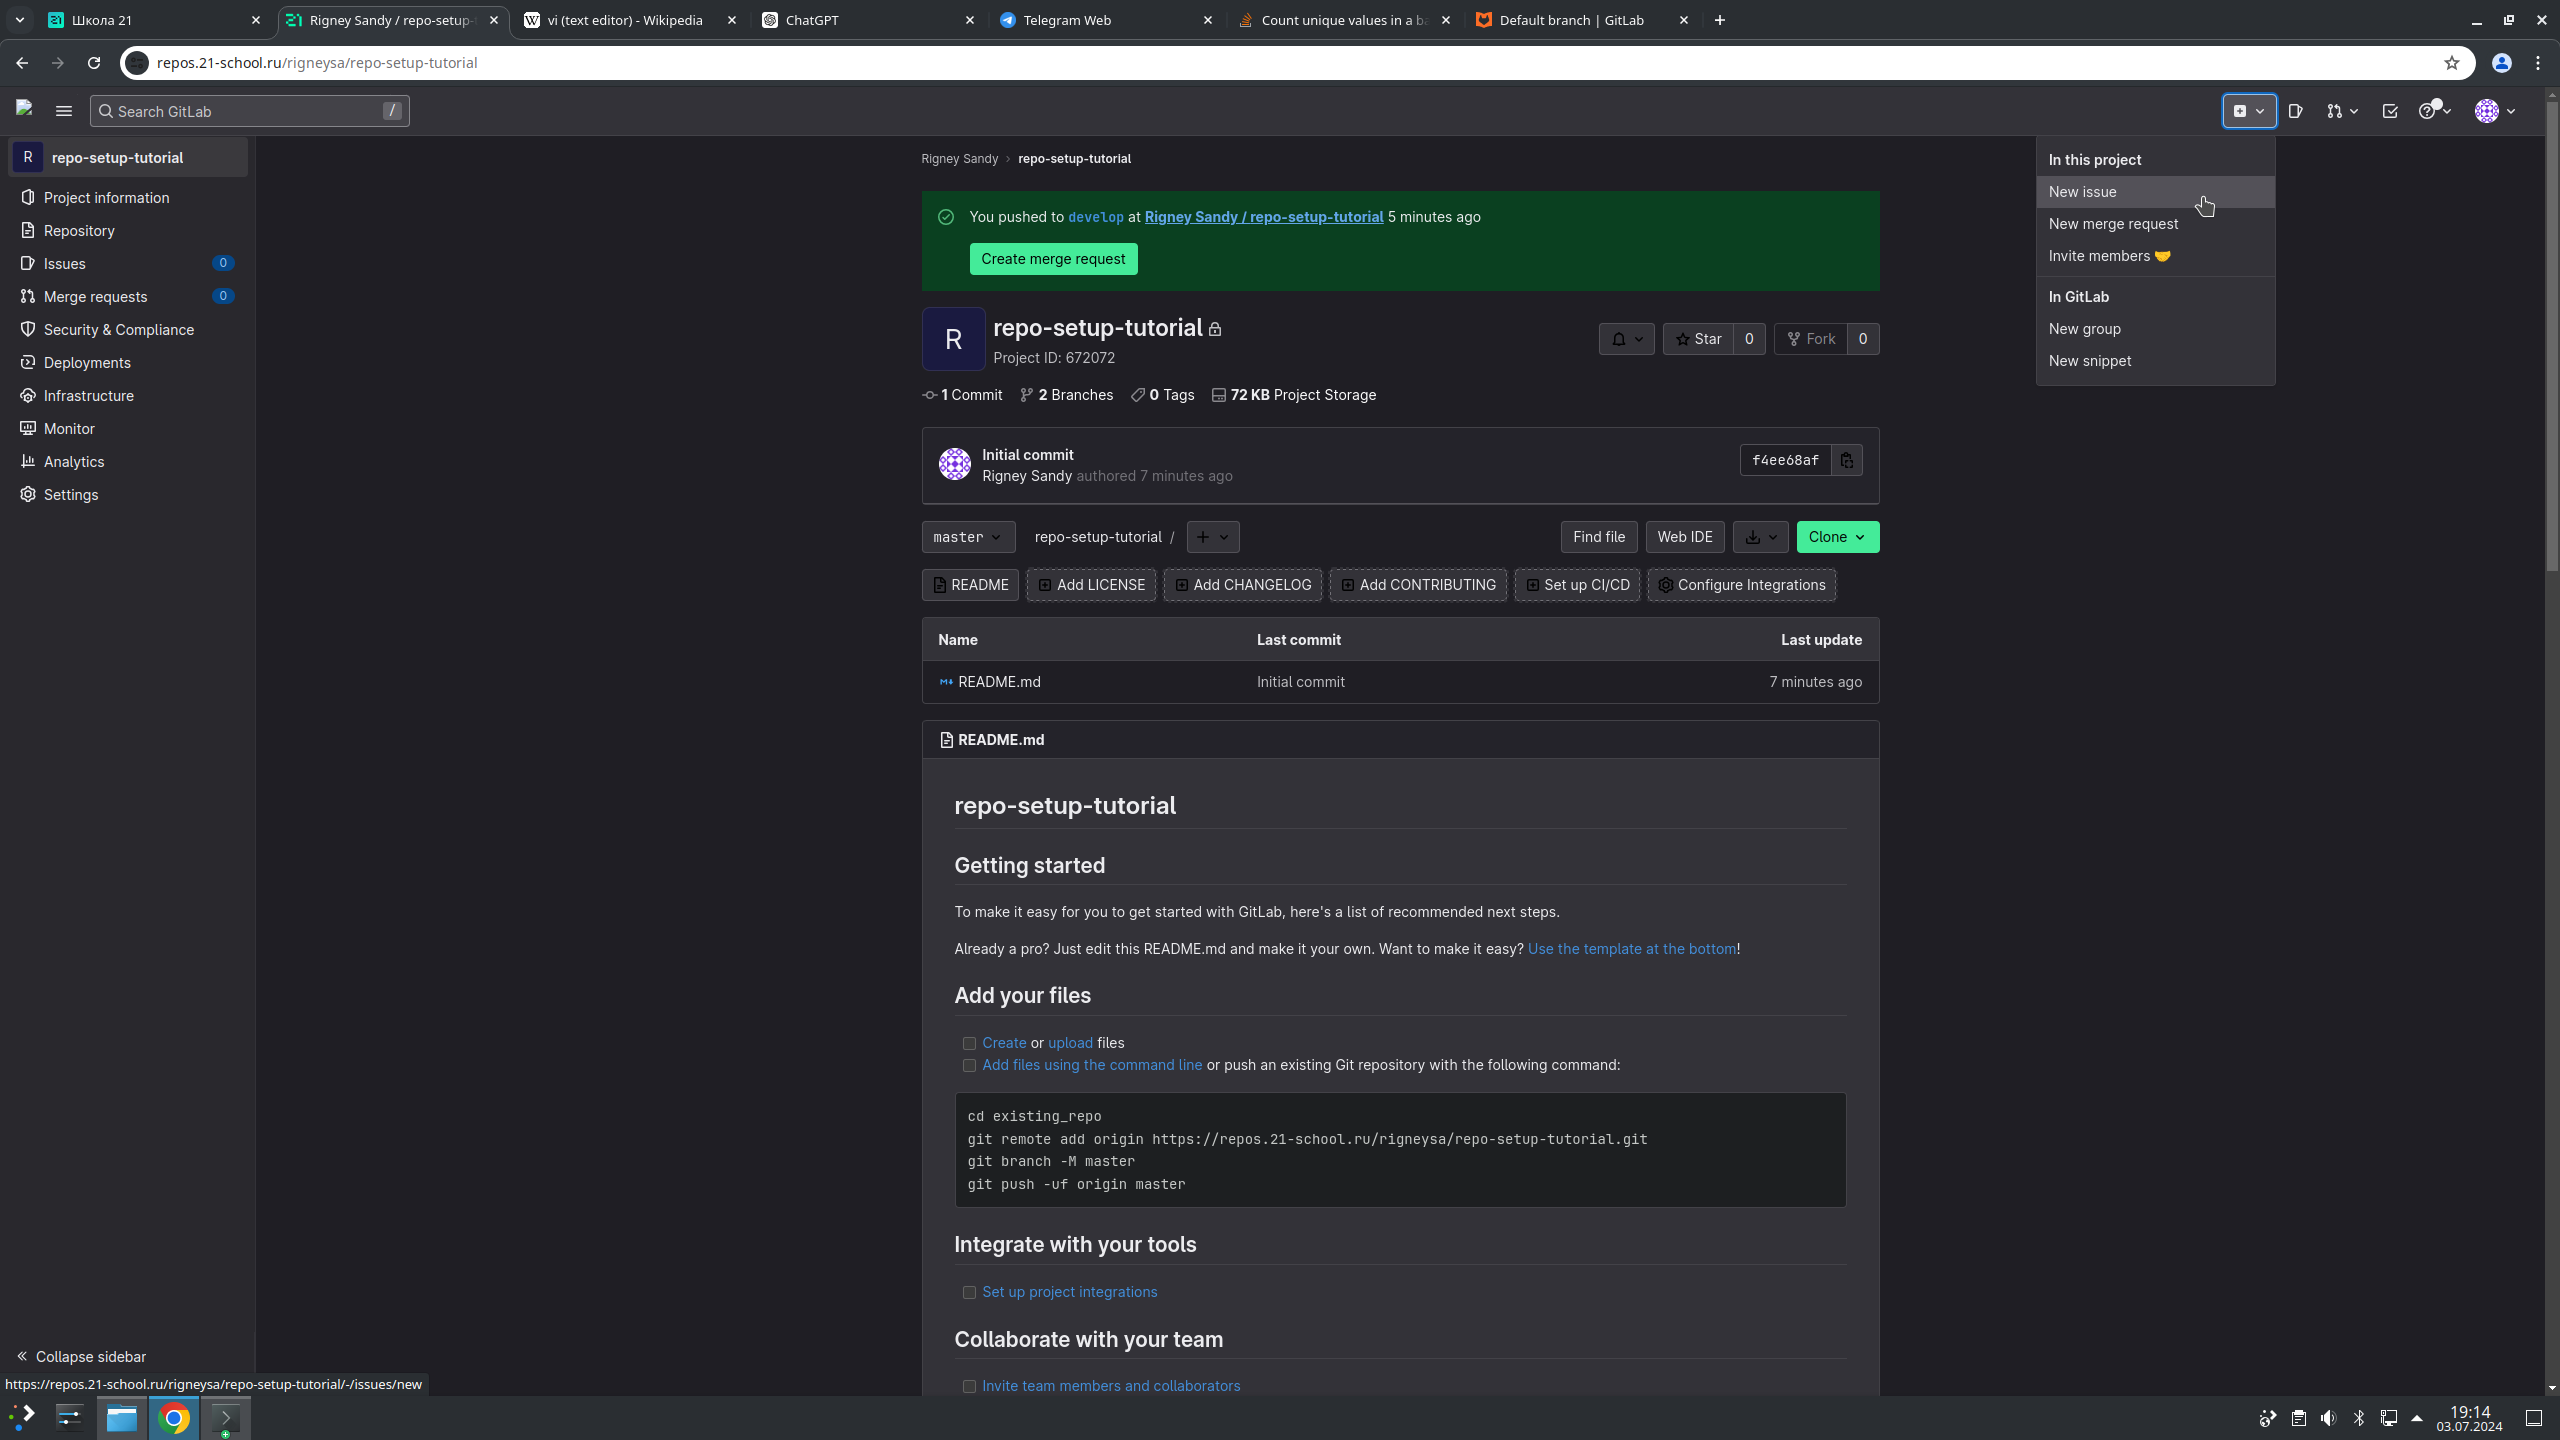 Школа 21
Rigney Sandy / repo-setup-
vi (text editor) - Wikipedia
ChatGPT
Telegram Web
Count unique values in a ba
Default branch | GitLab
repos.21-school.ru/rigneysa/repo-setup-tutorial
Search GitLab
/
R
repo-setup-tutorial
Project information
Repository
Issues
0
Merge requests
0
Security & Compliance
Deployments
Infrastructure
Monitor
Analytics
Settings
Collapse sidebar
https://repos.21-school.ru/rigneysa/repo-setup-tutorial/-/issues/new
In this project
New issue
New merge request
Invite members 🤝
In GitLab
New group
New snippet
Rigney Sandy › repo-setup-tutorial
You pushed to develop at Rigney Sandy / repo-setup-tutorial 5 minutes ago
Create merge request
R
repo-setup-tutorial
Project ID: 672072
Star 0
Fork 0
1 Commit 2 Branches 0 Tags 72 KB Project Storage
Initial commit
Rigney Sandy authored 7 minutes ago
f4ee68af
master
repo-setup-tutorial /
+
Find file
Web IDE
Clone
README
Add LICENSE
Add CHANGELOG
Add CONTRIBUTING
Set up CI/CD
Configure Integrations
Name Last commit Last update
README.md Initial commit 7 minutes ago
README.md
repo-setup-tutorial
Getting started
To make it easy for you to get started with GitLab, here's a list of recommended next steps.
Already a pro? Just edit this README.md and make it your own. Want to make it easy? Use the template at the bottom!
Add your files
Create or upload files
Add files using the command line or push an existing Git repository with the following command:
cd existing_repo
git remote add origin https://repos.21-school.ru/rigneysa/repo-setup-tutorial.git
git branch -M master
git push -uf origin master
Integrate with your tools
Set up project integrations
Collaborate with your team
Invite team members and collaborators
19:14
03.07.2024